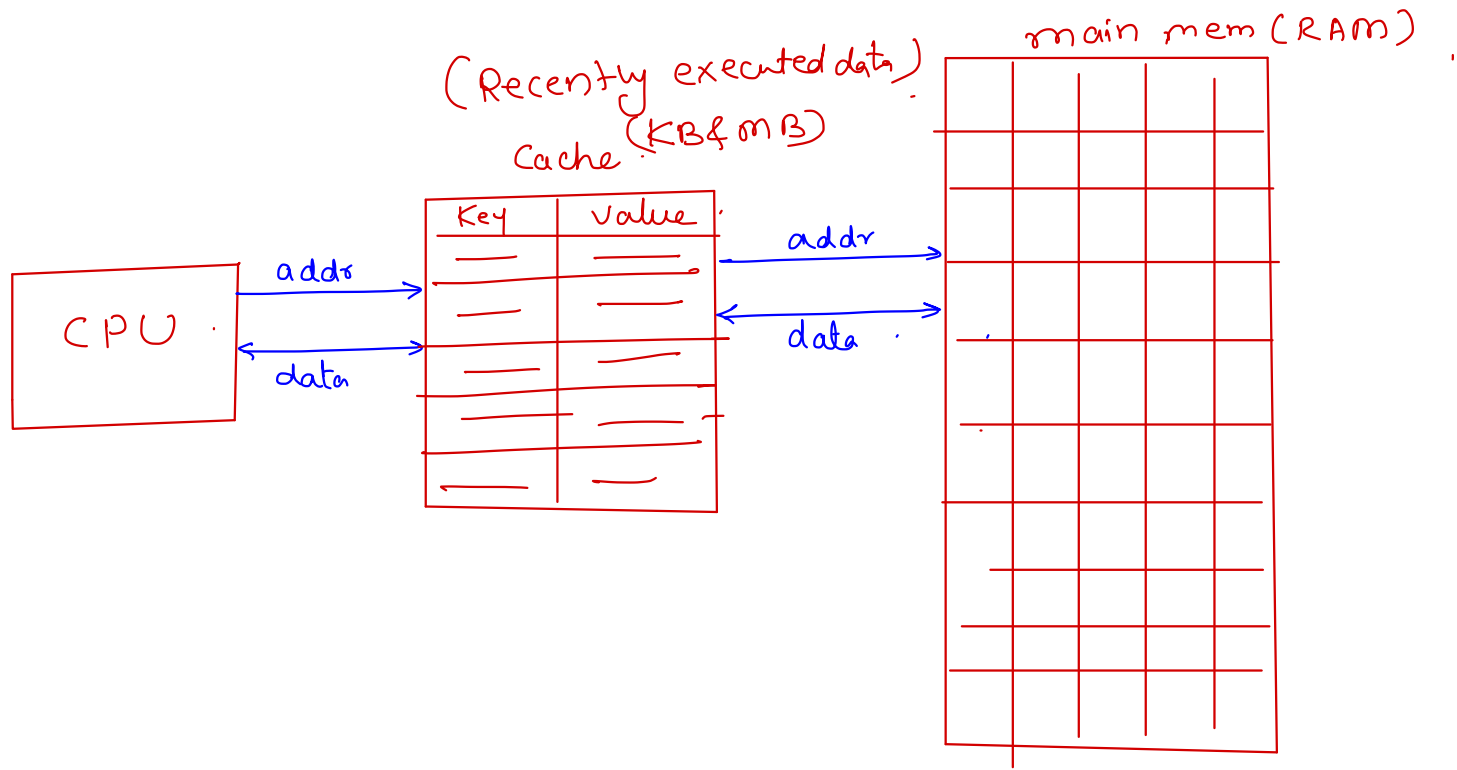 main mem (RAM)
(Recently executed data)
(KB & MB)
Cache
Key value
addr
addr
CPU
data
data